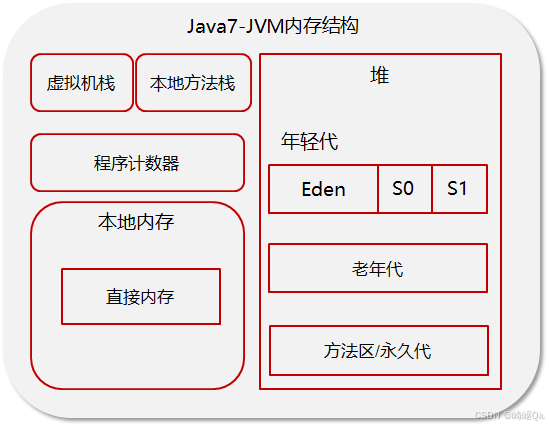 Java7-JVM内存结构
虚拟机栈
本地方法栈
堆
年轻代
Eden
S0
S1
程序计数器
本地内存
直接内存
老年代
方法区/永久代